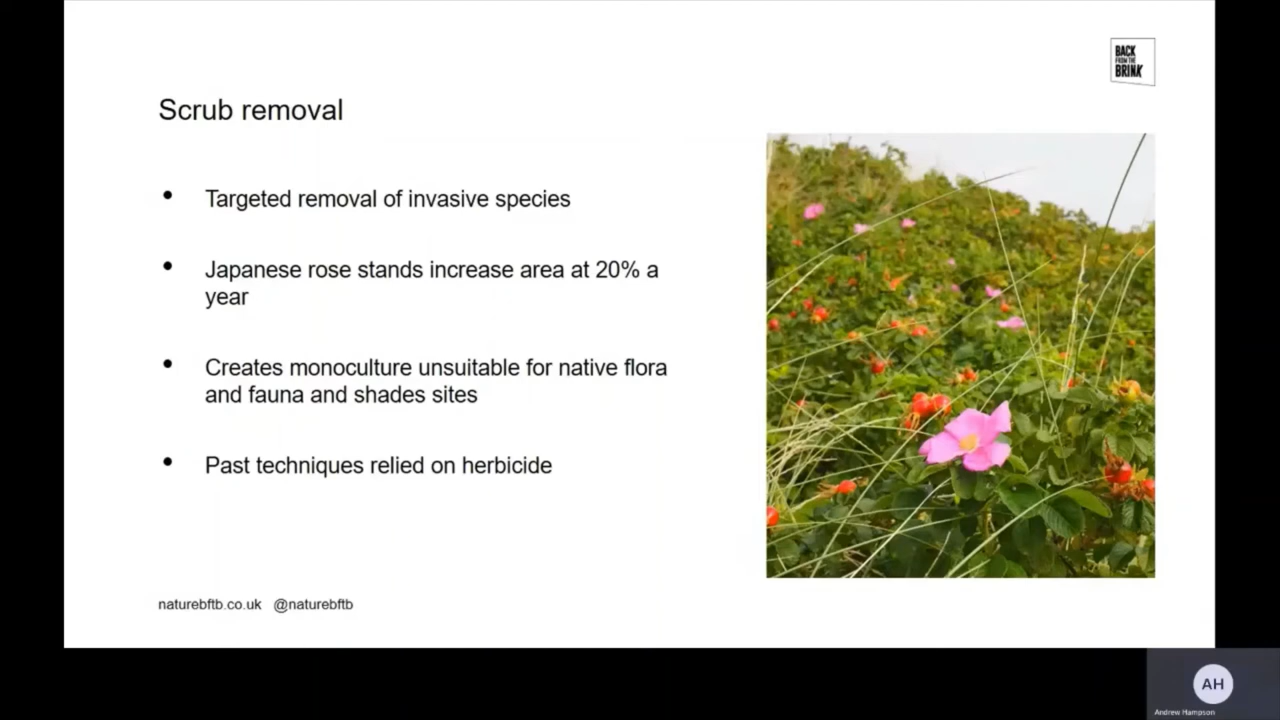 BACK
FROM THE
BRINK
Scrub removal
• Targeted removal of invasive species
• Japanese rose stands increase area at 20% a
year
• Creates monoculture unsuitable for native flora
and fauna and shades sites
• Past techniques relied on herbicide
naturebftb.co.uk @naturebftb
AH
Andrew Hampson